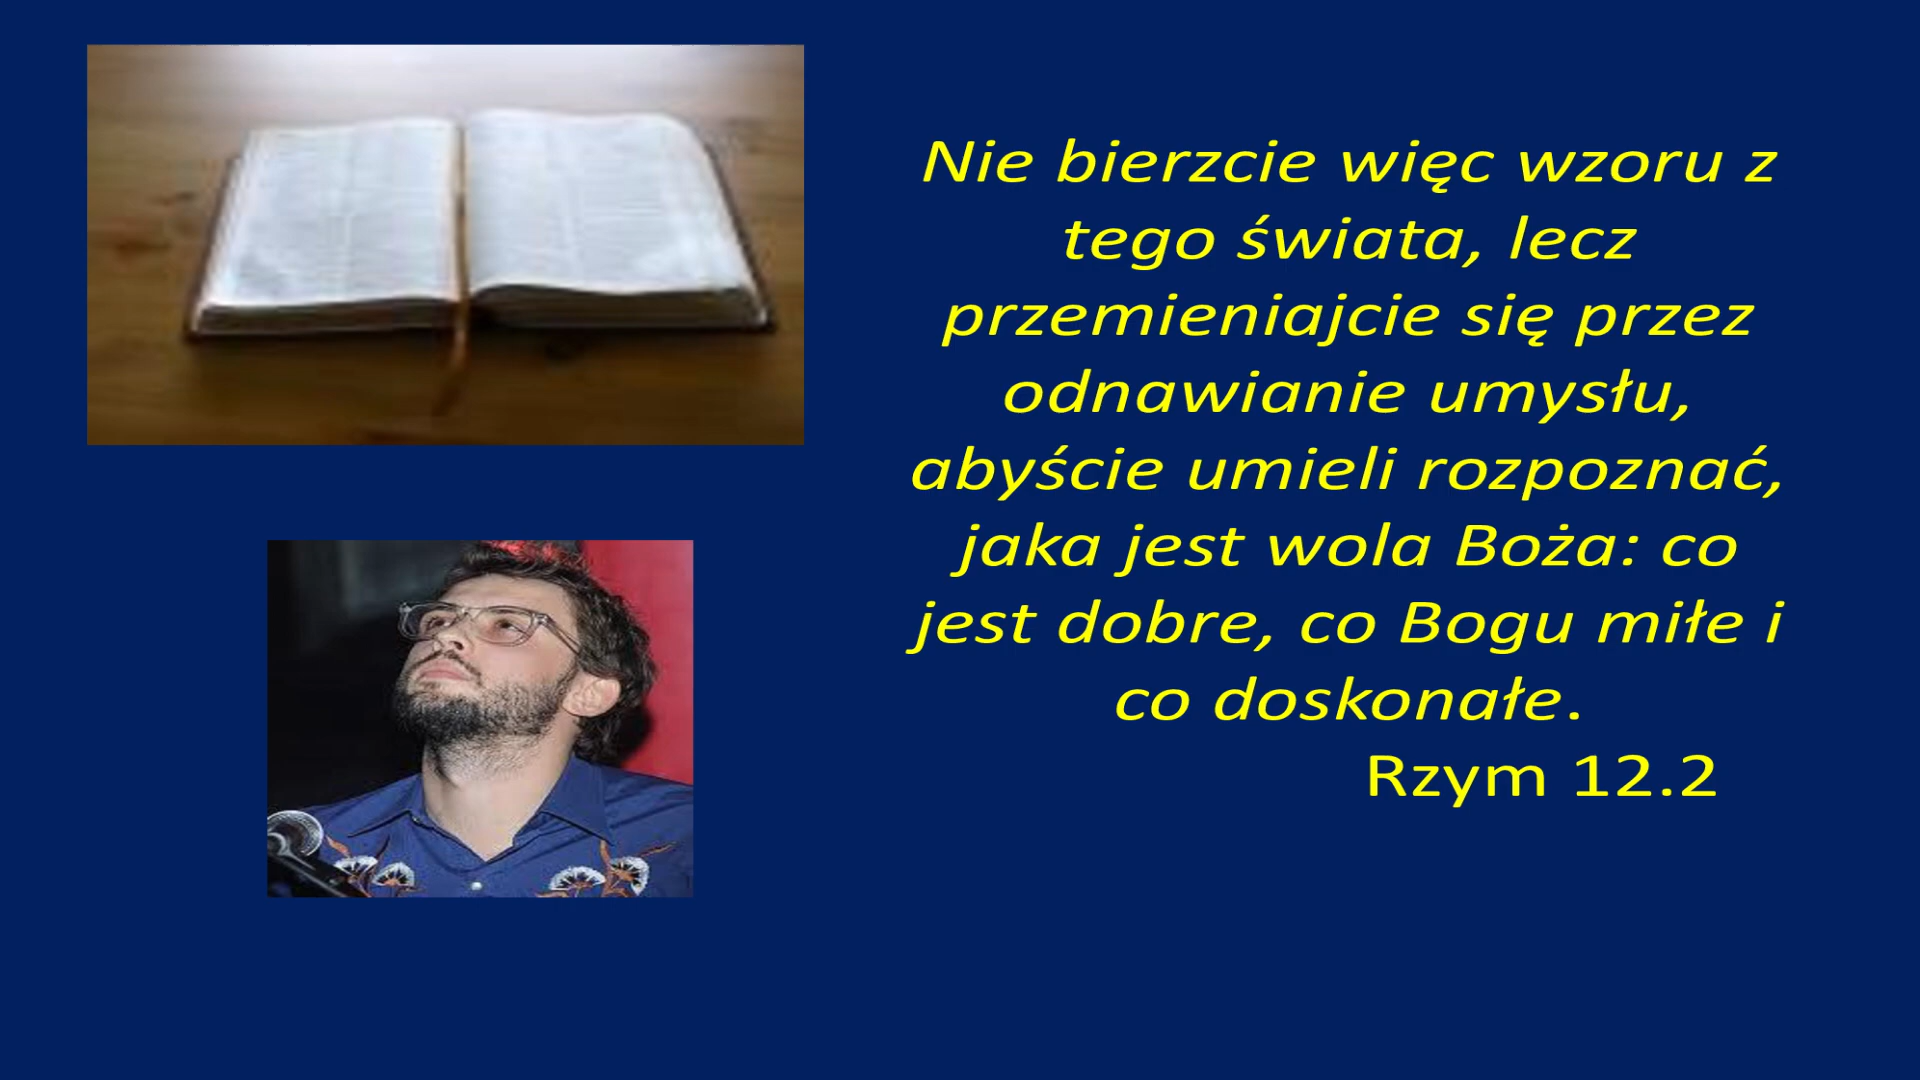 Nie bierzcie więc wzoru z
tego świata, lecz
przemieniajcie się przez
odnawianie umysłu,
abyście umieli rozpoznać,
jaka jest wola Boża: co
jest dobre, co Bogu miłe i
co doskonałe.
Rzym 12.2